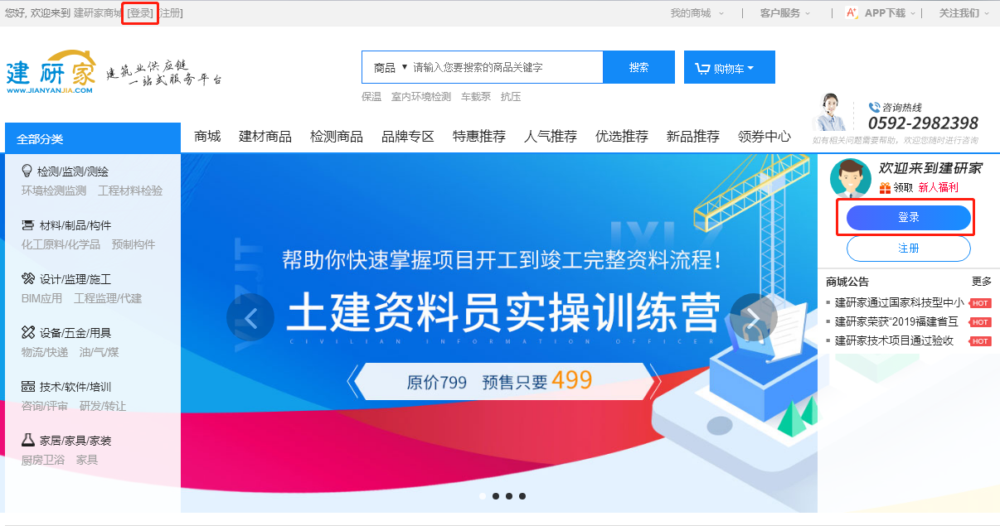 您好, 欢迎来到 建研家商城 [登录] [注册]
我的商城 客户服务 APP下载 关注我们
建研家
WWW.JIANYANJIA.COM
建筑业供应链
一站式服务平台
商品 请输入您要搜索的商品关键字 搜索 购物车
保温 室内环境检测 车载泵 抗压
咨询热线
0592-2982398
如有相关问题需要帮助，欢迎您随时进行咨询
全部分类 商城 建材商品 检测商品 品牌专区 特惠推荐 人气推荐 优选推荐 新品推荐 领券中心
检测/监测/测绘
环境检测监测 工程材料检验
材料/制品/构件
化工原料/化学品 预制构件
设计/监理/施工
BIM应用 工程监理/代建
设备/五金/用具
物流/快递 油/气/煤
技术/软件/培训
咨询/评审 研发/转让
家居/家具/家装
厨房卫浴 家具
帮助你快速掌握项目开工到竣工完整资料流程!
土建资料员实操训练营
CIVILIAN INFORMATION OFFICER
原价799 预售只要499
欢迎来到建研家
领取 新人福利
登录
注册
商城公告 更多
建研家通过国家科技型中小 HOT
建研家荣获“2019福建省互 HOT
建研家技术项目通过验收 HOT